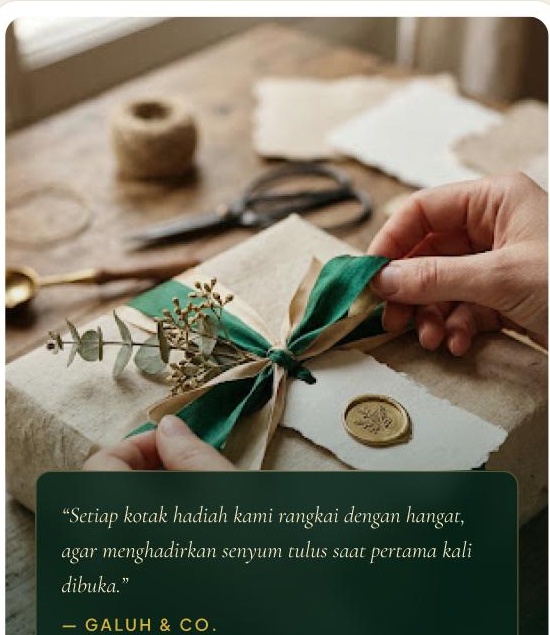 “Setiap kotak hadiah kami rangkai dengan hangat,
agar menghadirkan senyum tulus saat pertama kali
dibuka.”
— GALUH & CO.